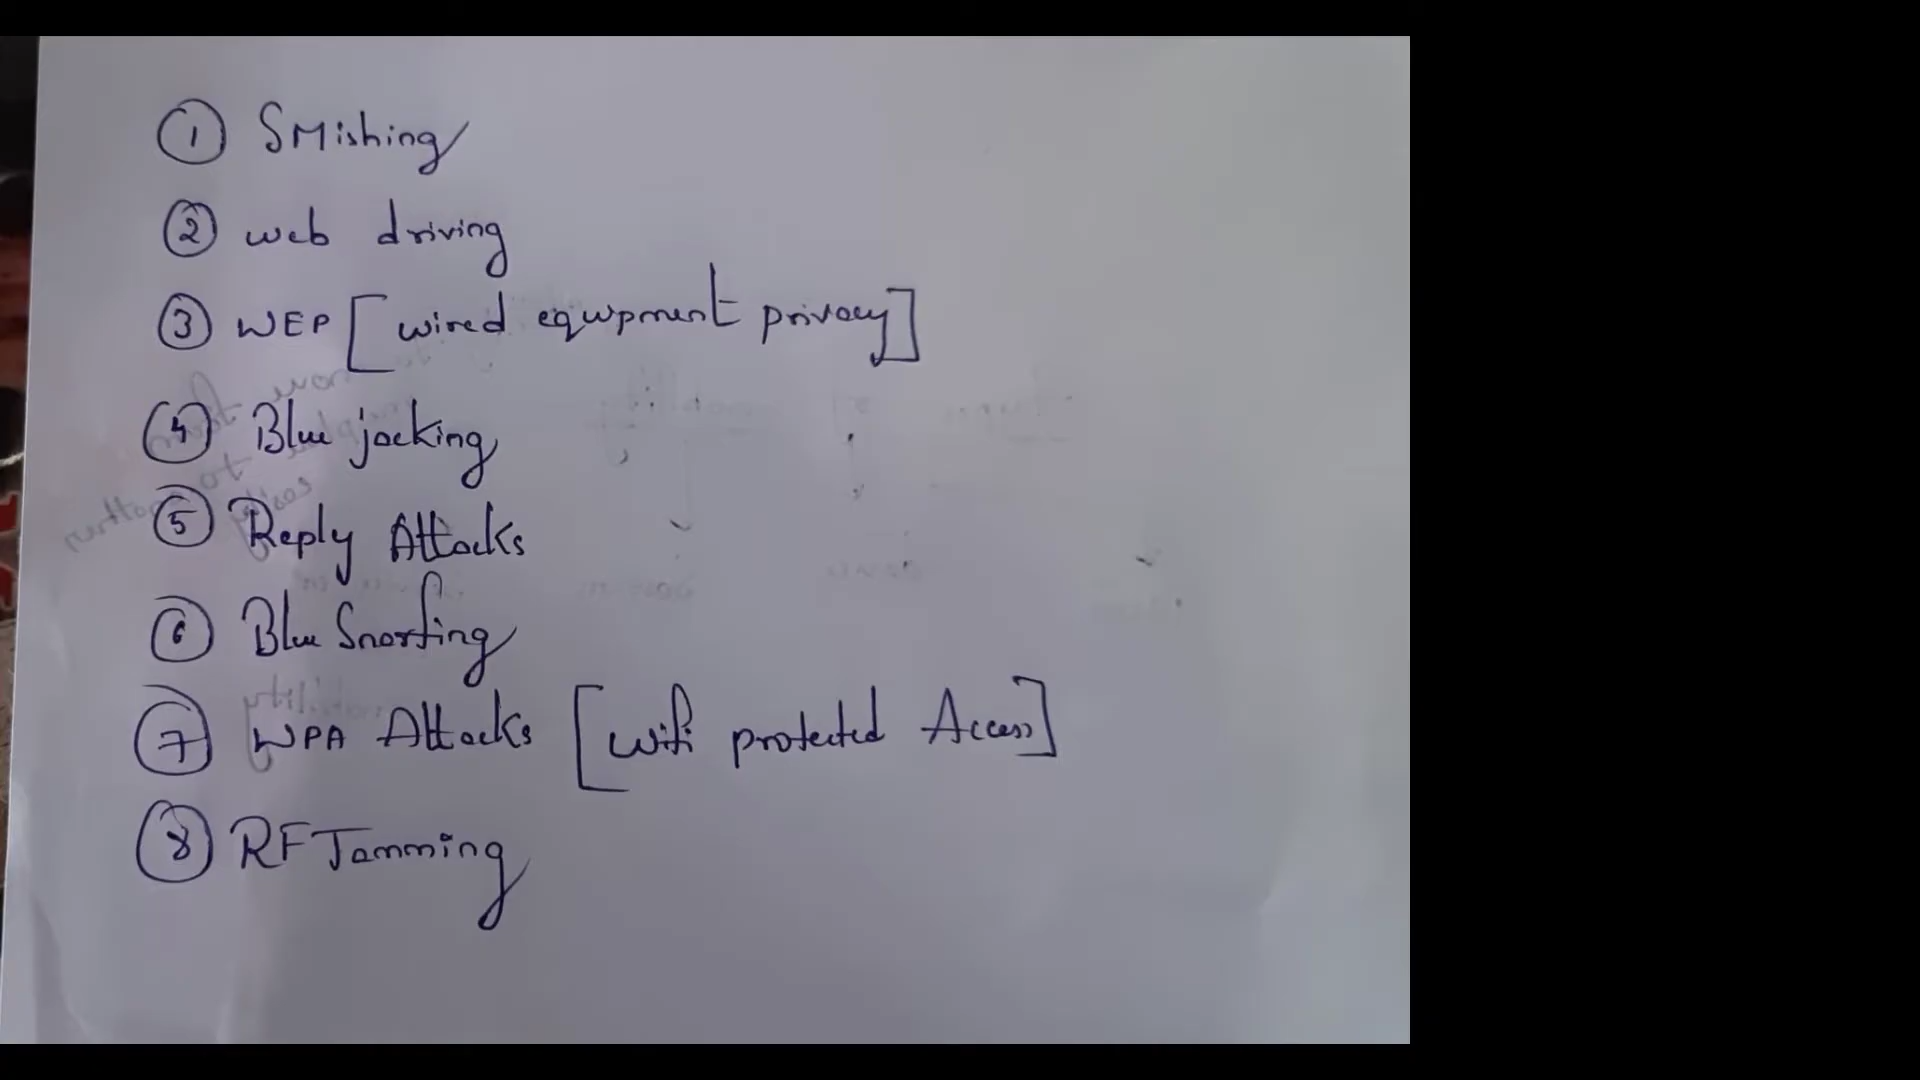 ① SMishing
② web driving
③ WEP [wired equipment privacy]
④ Blue jacking
⑤ Reply Attacks
⑥ Blue Snarfing
⑦ WPA Attacks [wifi protected Access]
⑧ RF Jamming